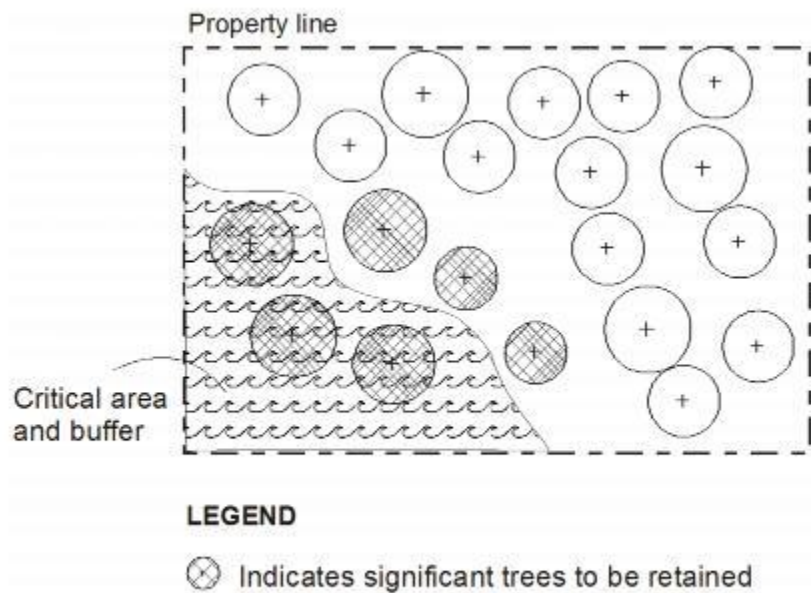 Property line
Critical area
and buffer
LEGEND
Indicates significant trees to be retained